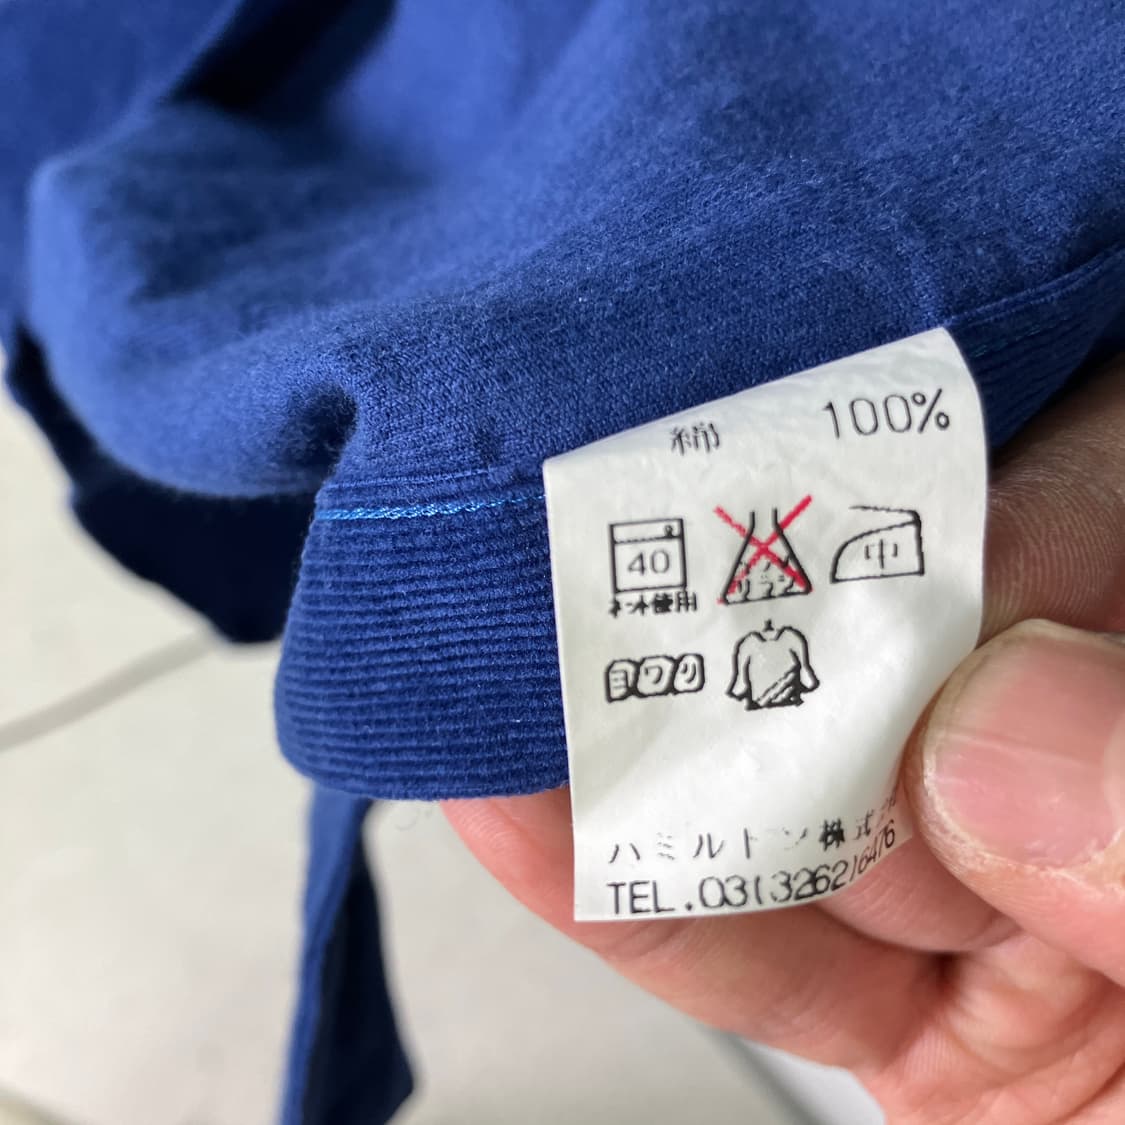 綿 100%
40 中
ネット使用
ヨワク
ハミルトン株式
TEL.03(3262)6476